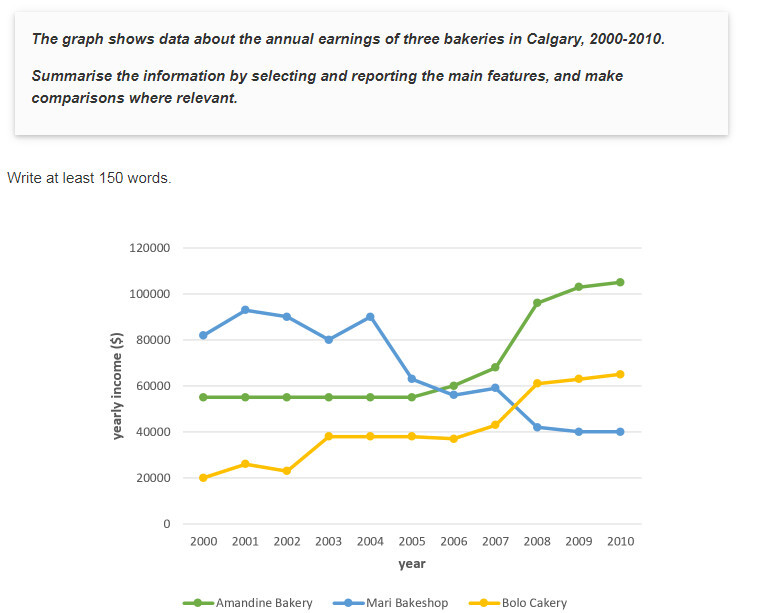 The graph shows data about the annual earnings of three bakeries in Calgary, 2000-2010.
Summarise the information by selecting and reporting the main features, and make
comparisons where relevant.
Write at least 150 words.
120000
100000
80000
60000
40000
20000
0
yearly income ($)
2000 2001 2002 2003 2004 2005 2006 2007 2008 2009 2010
year
Amandine Bakery Mari Bakeshop Bolo Cakery